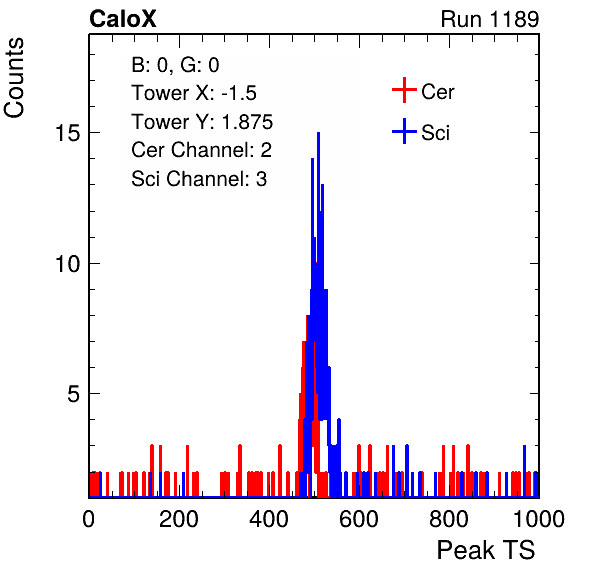 CaloX Run 1189
Counts
B: 0, G: 0
Tower X: -1.5
Tower Y: 1.875
Cer Channel: 2
Sci Channel: 3
Cer
Sci
15
10
5
0 200 400 600 800 1000
Peak TS